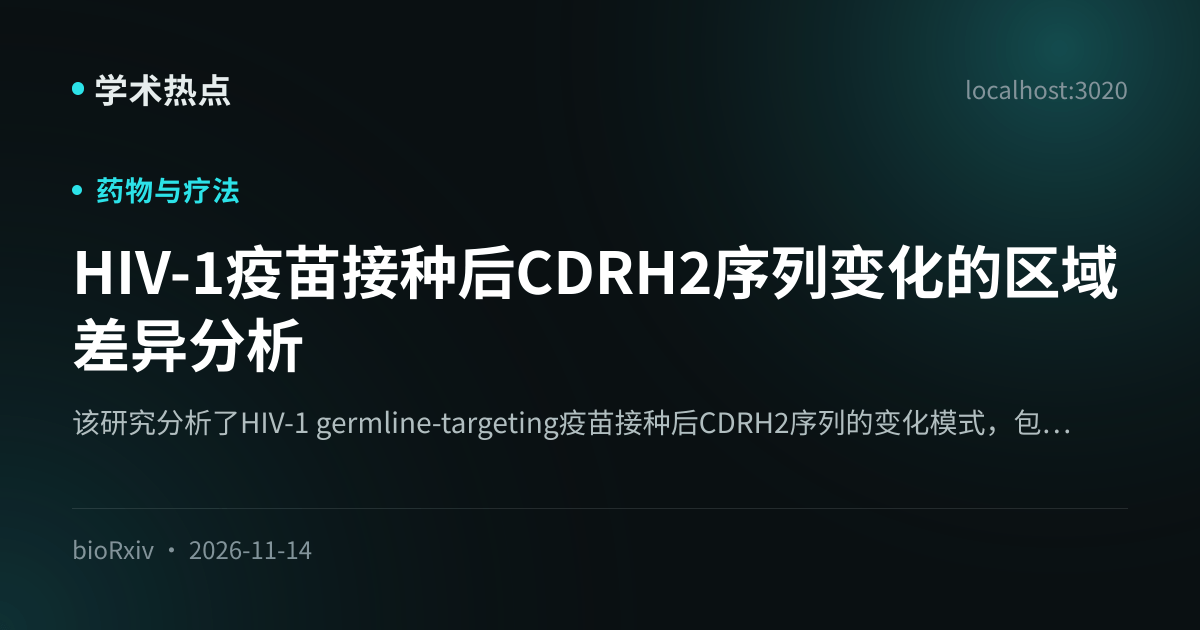 学术热点
localhost:3020
药物与疗法
HIV-1疫苗接种后CDRH2序列变化的区域
差异分析
该研究分析了HIV-1 germline-targeting疫苗接种后CDRH2序列的变化模式，包…
bioRxiv • 2026-11-14